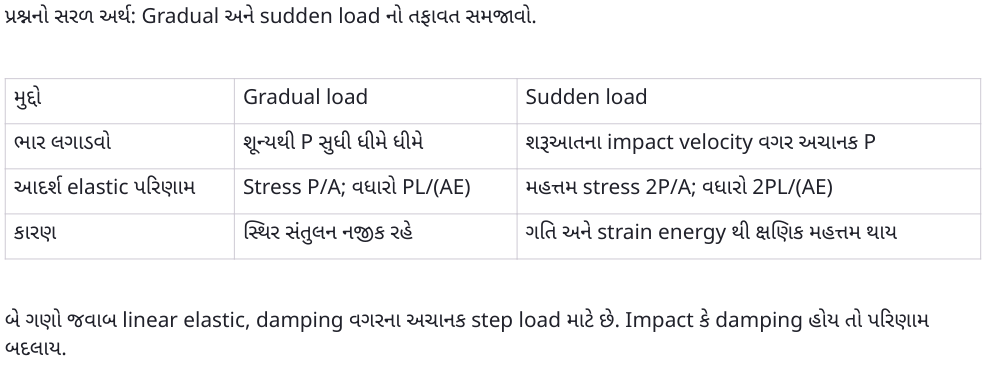 પ્રશ્નનો સરળ અર્થ: Gradual અને sudden load નો તફાવત સમજાવો.
મુદ્દો Gradual load Sudden load
ભાર લગાડવો શૂન્યથી P સુધી ધીમે ધીમે શરૂઆતના impact velocity વગર અચાનક P
આદર્શ elastic પરિણામ Stress P/A; વધારો PL/(AE) મહત્તમ stress 2P/A; વધારો 2PL/(AE)
કારણ સ્થિર સંતુલન નજીક રહે ગતિ અને strain energy થી ક્ષણિક મહત્તમ થાય
બે ગણો જવાબ linear elastic, damping વગરના અચાનક step load માટે છે. Impact કે damping હોય તો પરિણામ
બદલાય.